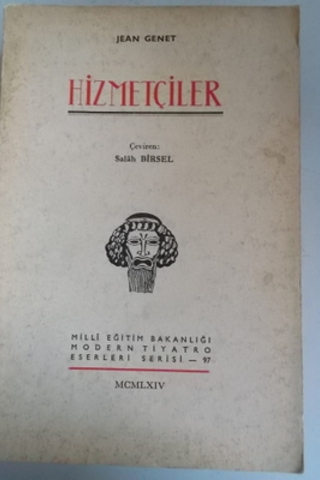 JEAN GENET
HİZMETÇİLER
Çeviren:
Salâh BİRSEL
MİLLÎ EĞİTİM BAKANLIĞI
MODERN TİYATRO
ESERLERİ SERİSİ — 97
MCMLXIV